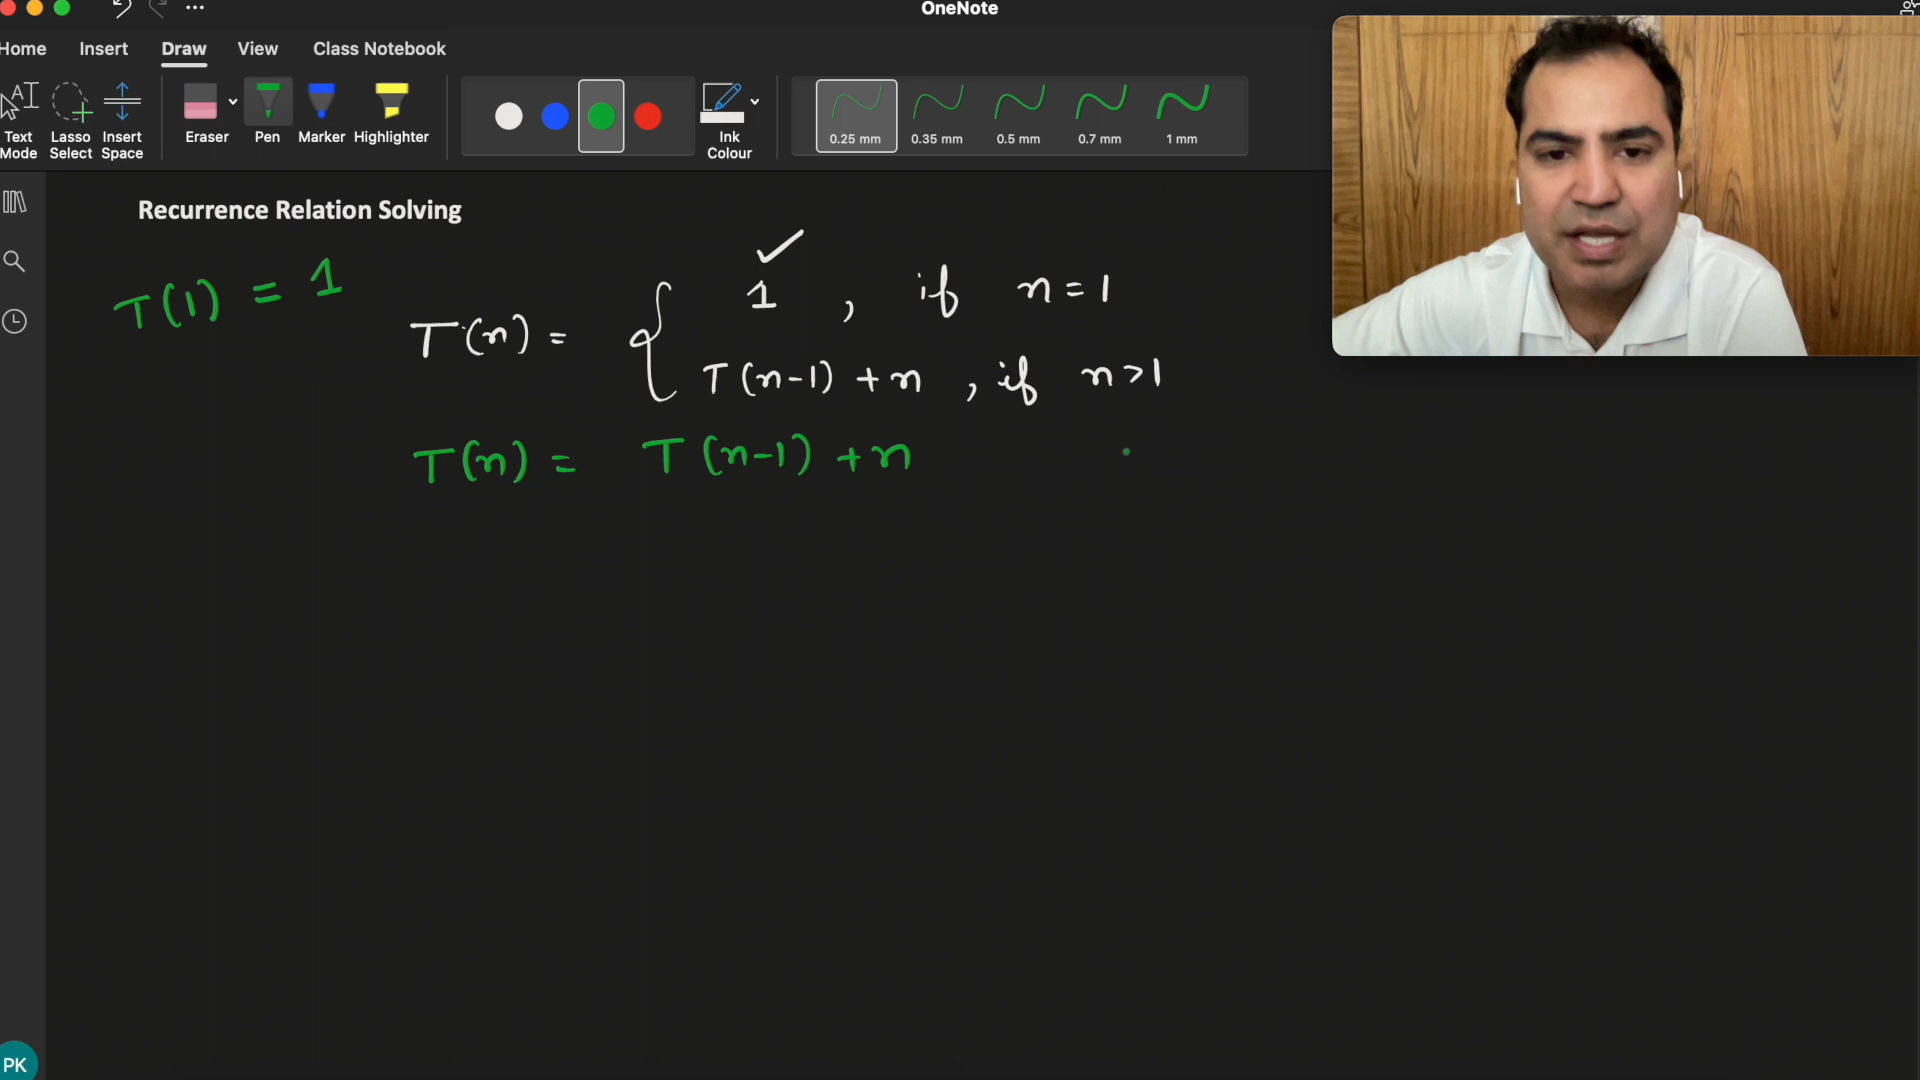 OneNote
Home Insert Draw View Class Notebook
Text Mode Lasso Select Insert Space Eraser Pen Marker Highlighter Ink Colour 0.25 mm 0.35 mm 0.5 mm 0.7 mm 1 mm
Recurrence Relation Solving
T(1) = 1
T(n) = { 1 , if n = 1
T(n-1) + n , if n > 1
T(n) = T(n-1) + n
PK